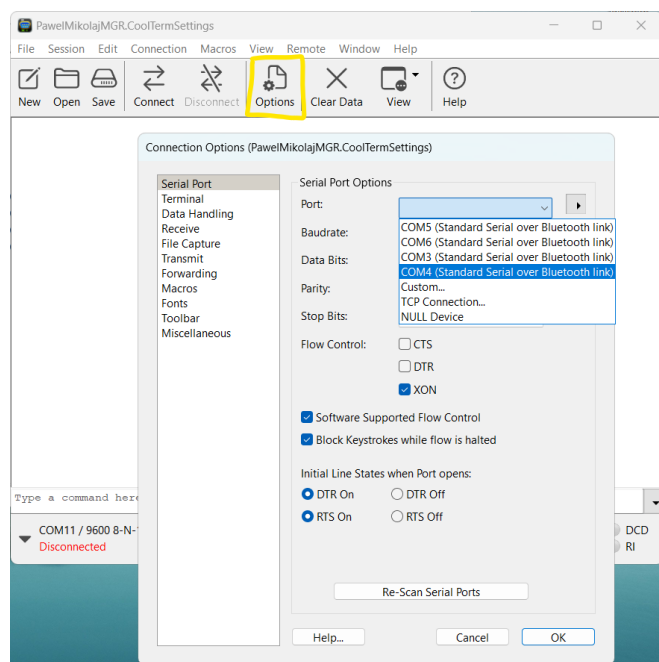 PawelMikolajMGR.CoolTermSettings
File Session Edit Connection Macros View Remote Window Help
New Open Save Connect Disconnect Options Clear Data View Help
Connection Options (PawelMikolajMGR.CoolTermSettings)
Serial Port
Terminal
Data Handling
Receive
File Capture
Transmit
Forwarding
Macros
Fonts
Toolbar
Miscellaneous
Serial Port Options
Port:
Baudrate:
Data Bits:
Parity:
Stop Bits:
COM5 (Standard Serial over Bluetooth link)
COM6 (Standard Serial over Bluetooth link)
COM3 (Standard Serial over Bluetooth link)
COM4 (Standard Serial over Bluetooth link)
Custom...
TCP Connection...
NULL Device
Flow Control:
CTS
DTR
XON
Software Supported Flow Control
Block Keystrokes while flow is halted
Initial Line States when Port opens:
DTR On DTR Off
RTS On RTS Off
Re-Scan Serial Ports
Help... Cancel OK
Type a command here
COM11 / 9600 8-N-
Disconnected
DCD
RI